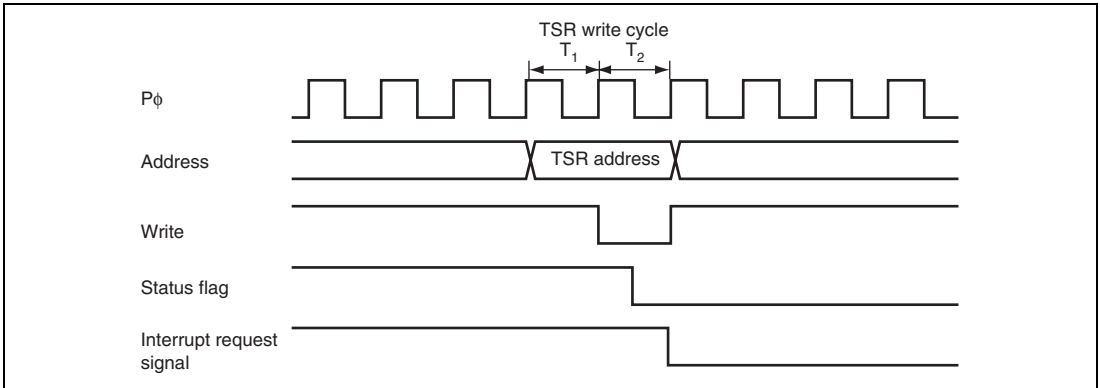 TSR write cycle
T1 T2
Pϕ
Address
TSR address
Write
Status flag
Interrupt request
signal